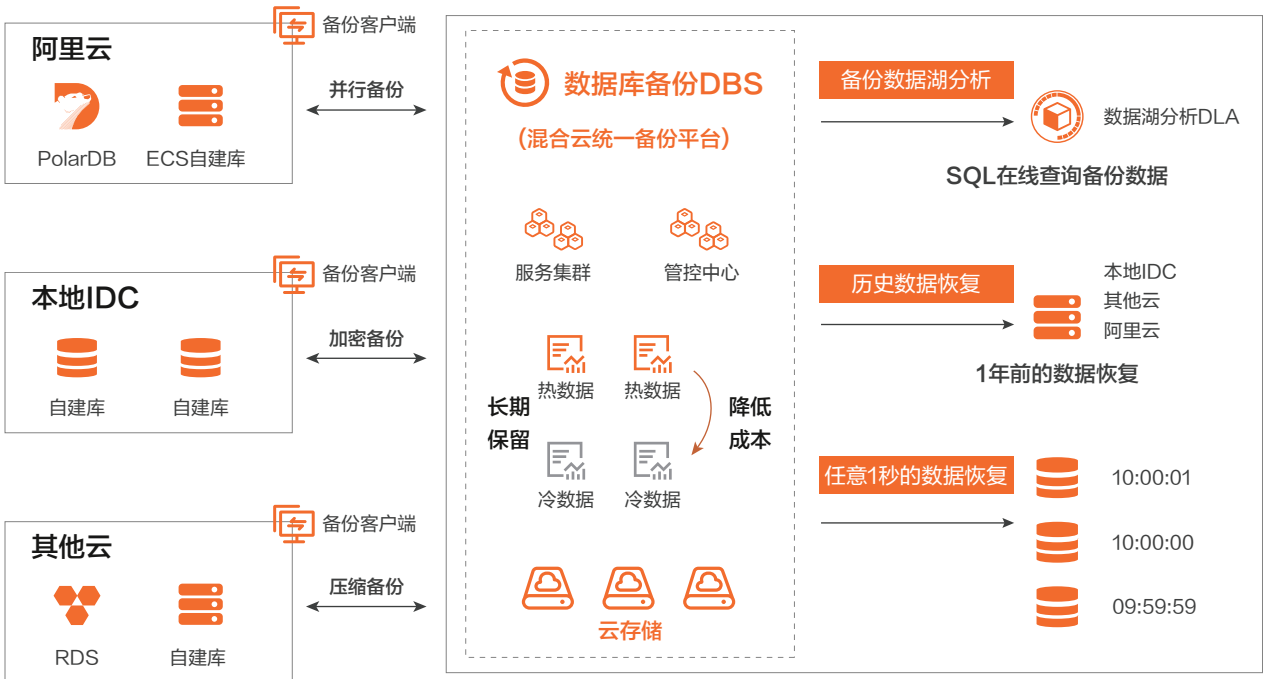 备份客户端
阿里云
PolarDB
ECS自建库
并行备份
备份客户端
本地IDC
自建库
自建库
加密备份
备份客户端
其他云
RDS
自建库
压缩备份
数据库备份DBS
(混合云统一备份平台)
服务集群
管控中心
热数据
热数据
长期
保留
降低
成本
冷数据
冷数据
云存储
备份数据湖分析
数据湖分析DLA
SQL在线查询备份数据
历史数据恢复
本地IDC
其他云
阿里云
1年前的数据恢复
任意1秒的数据恢复
10:00:01
10:00:00
09:59:59